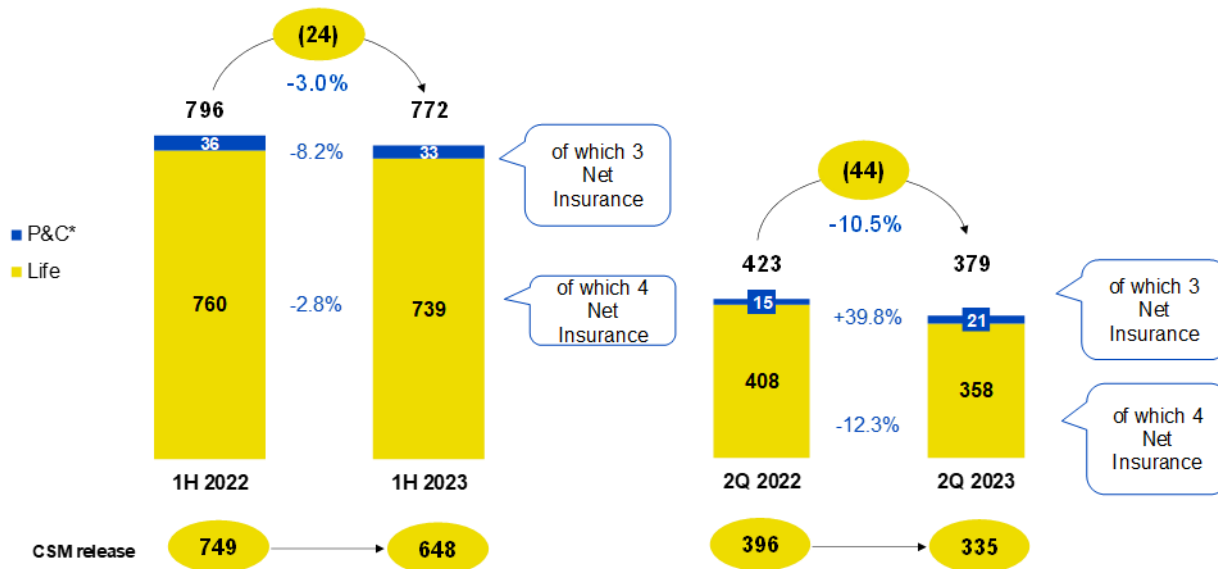 (24)
-3.0%
796
772
36
-8.2%
33
of which 3
Net
Insurance
P&C*
Life
760
-2.8%
739
of which 4
Net
Insurance
1H 2022
1H 2023
(44)
-10.5%
423
379
15
+39.8%
21
of which 3
Net
Insurance
408
358
-12.3%
of which 4
Net
Insurance
2Q 2022
2Q 2023
CSM release
749
648
396
335